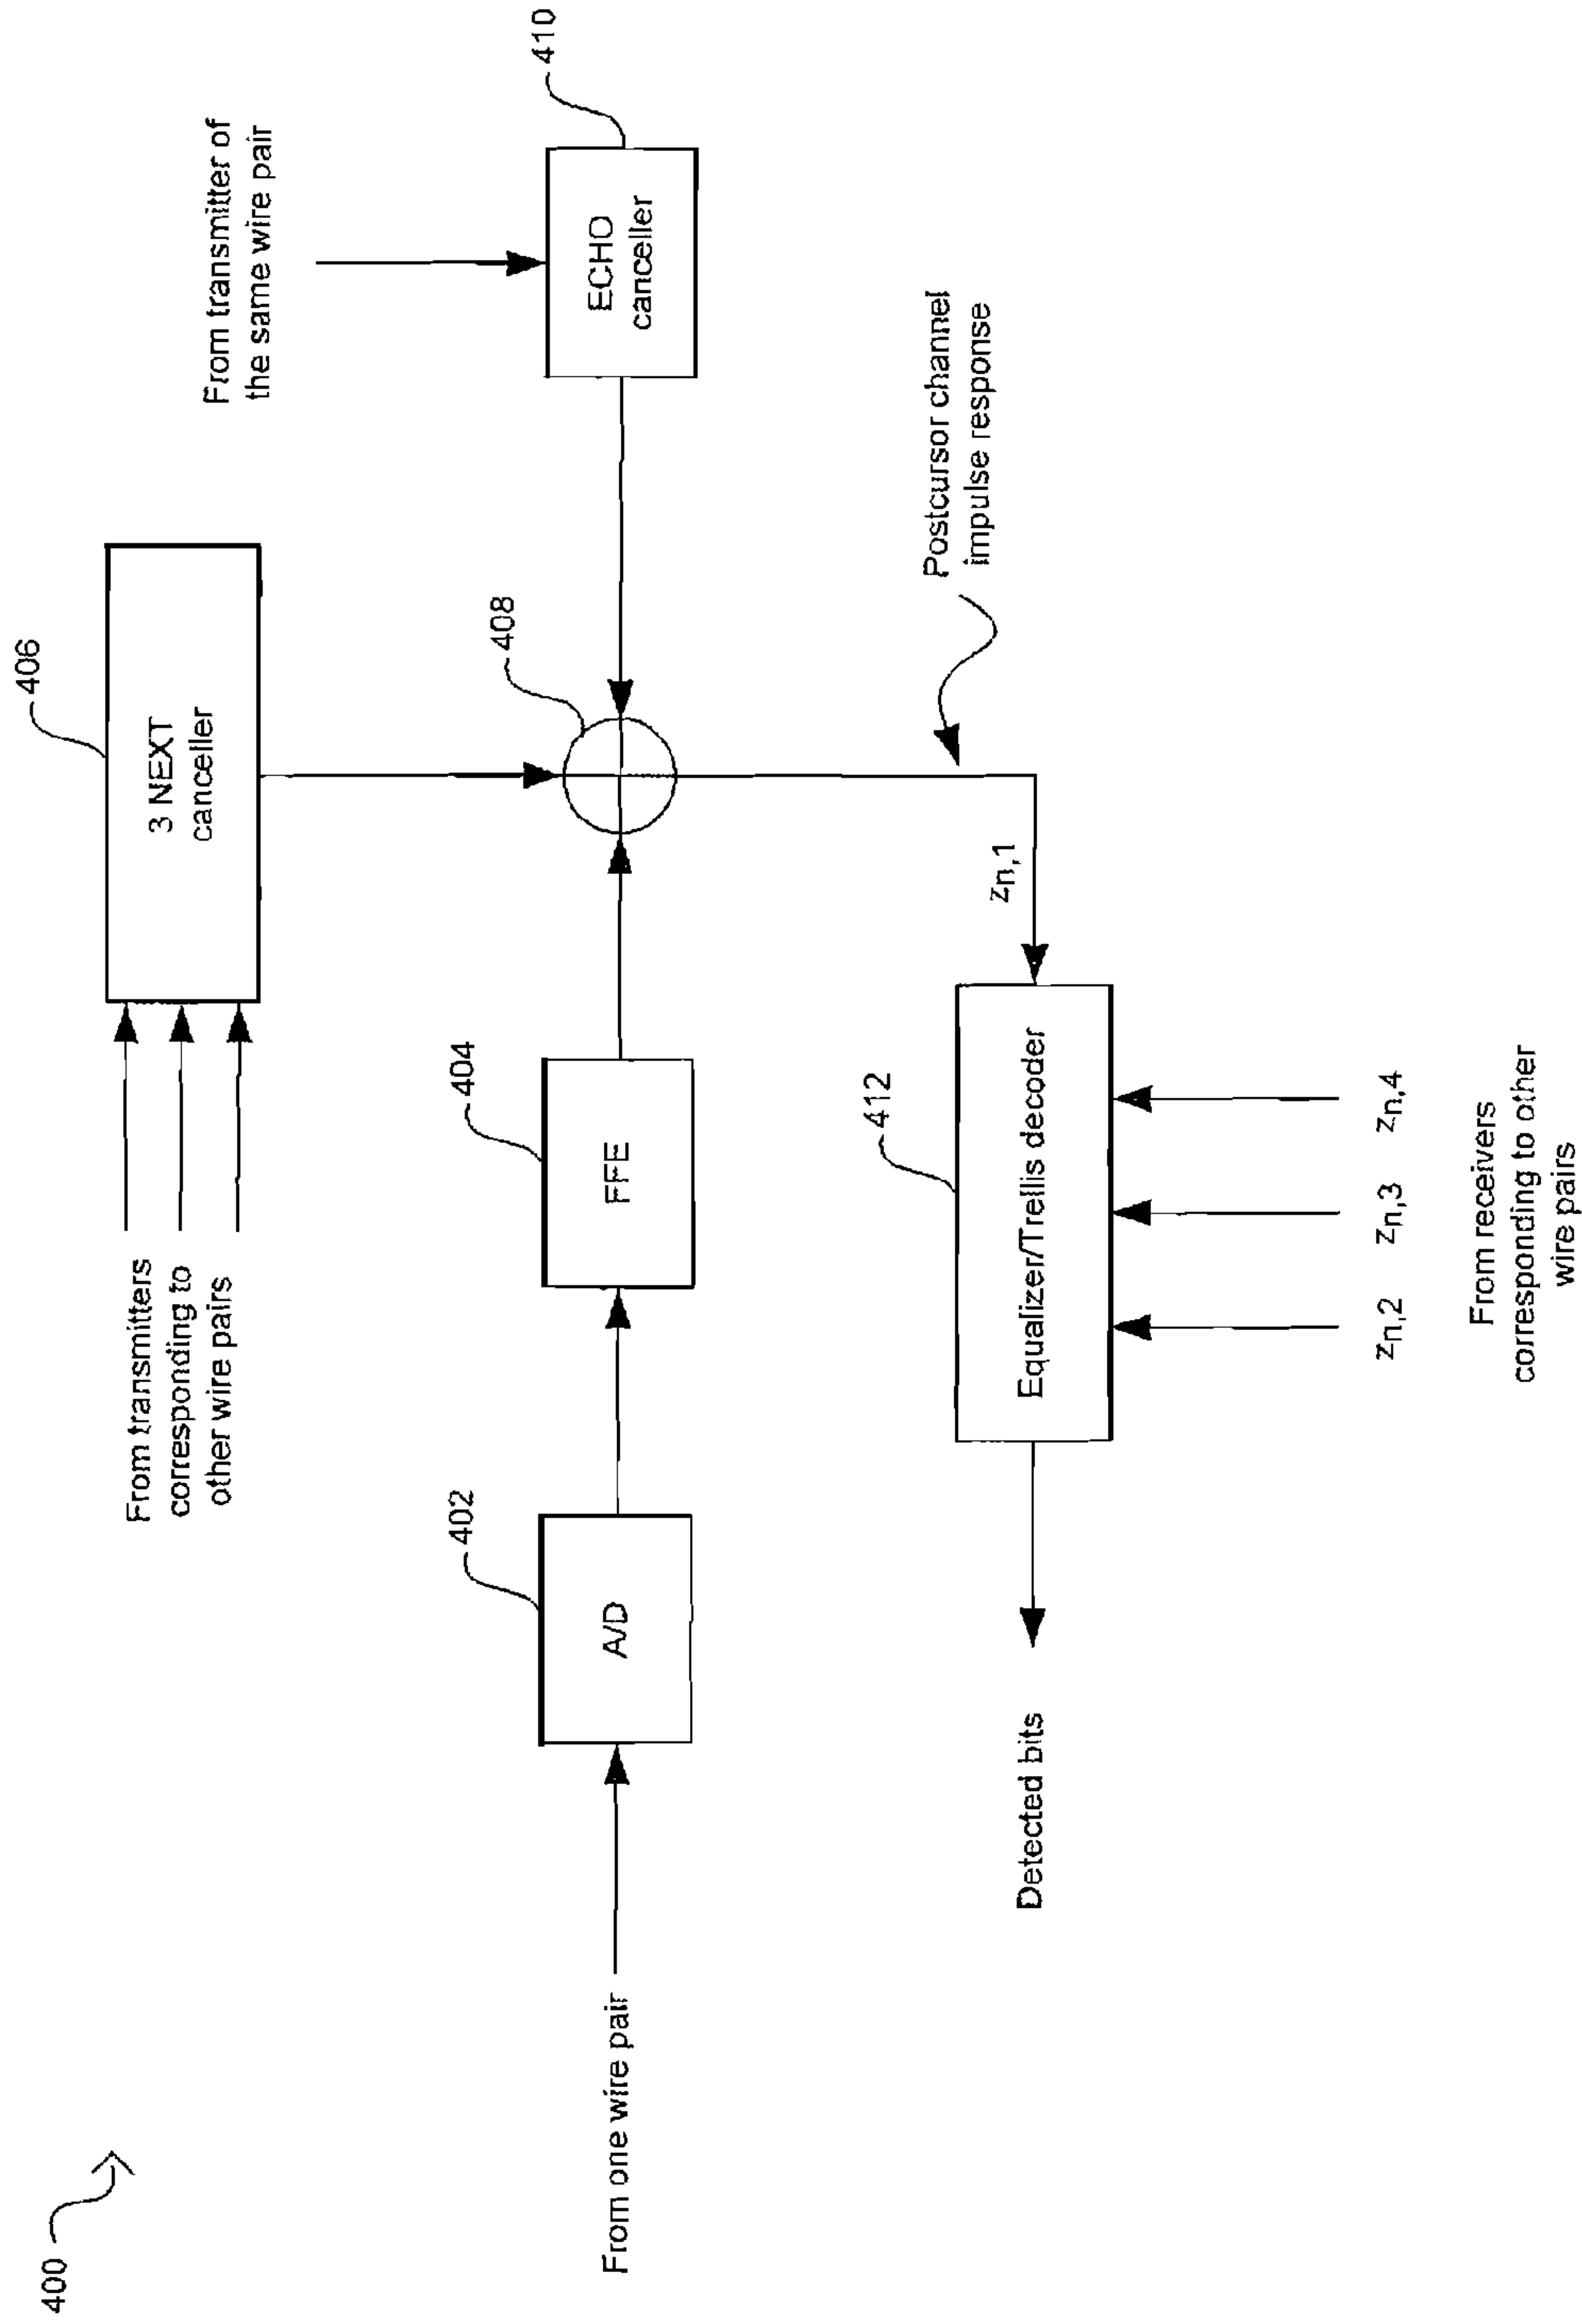 400
406
3 NEXT
canceller
From transmitters
corresponding to
other wire pairs
From transmitter of
the same wire pair
402
A/D
404
FFE
408
410
ECHO
canceller
From one wire pair
Postcursor channel
impulse response
412
Equalizer/Trellis decoder
zn,1
Detected bits
zn,2
zn,3
zn,4
From receivers
corresponding to other
wire pairs